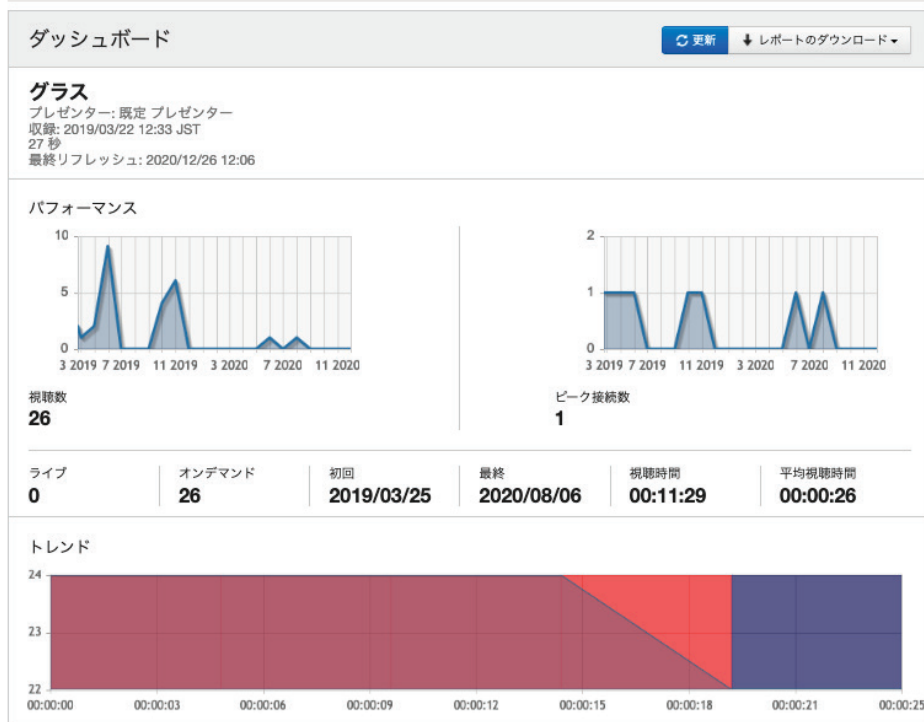 ダッシュボード
更新
レポートのダウンロード
グラス
プレゼンター: 既定 プレゼンター
収録: 2019/03/22 12:33 JST
27 秒
最終リフレッシュ: 2020/12/26 12:06
パフォーマンス
10
5
0
3 2019 7 2019 11 2019 3 2020 7 2020 11 2020
視聴数
26
2
1
0
3 2019 7 2019 11 2019 3 2020 7 2020 11 2020
ピーク接続数
1
ライブ
0
オンデマンド
26
初回
2019/03/25
最終
2020/08/06
視聴時間
00:11:29
平均視聴時間
00:00:26
トレンド
24
23
22
00:00:00 00:00:03 00:00:06 00:00:09 00:00:12 00:00:15 00:00:18 00:00:21 00:00:25